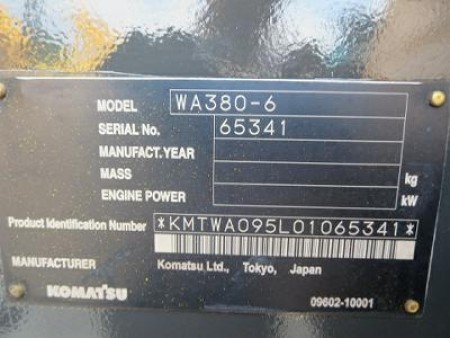 MODEL WA380-6
SERIAL No. 65341
MANUFACT.YEAR
MASS kg
ENGINE POWER kW
Product Identification Number *KMTWA095L01065341*
MANUFACTURER Komatsu Ltd., Tokyo, Japan
KOMATSU 09602-10001